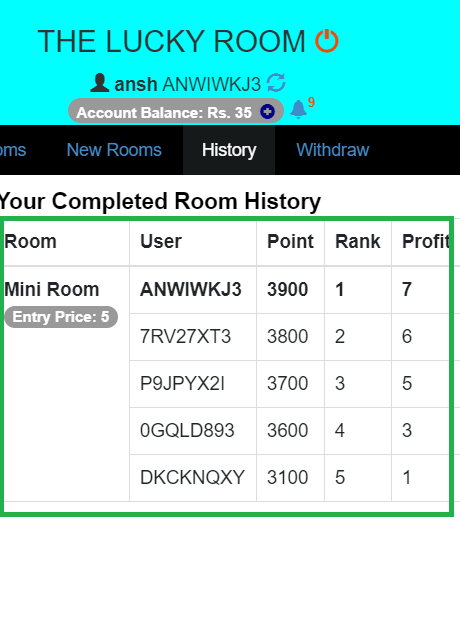 THE LUCKY ROOM
ansh ANWIWKJ3
Account Balance: Rs. 35
9
oms New Rooms History Withdraw
Your Completed Room History
Room User Point Rank Profit
Mini Room ANWIWKJ3 3900 1 7
Entry Price: 5
7RV27XT3 3800 2 6
P9JPYX2I 3700 3 5
0GQLD893 3600 4 3
DKCKNQXY 3100 5 1